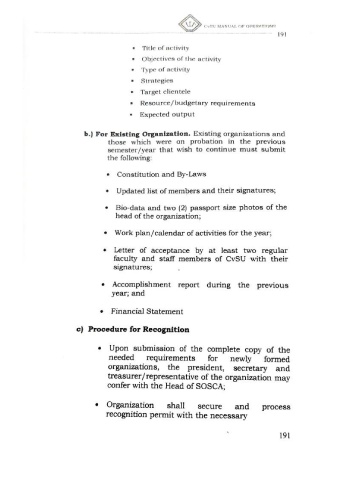 CvSU MANUAL OF OPERATIONS
191
• Title of activity
• Objectives of the activity
• Type of activity
• Strategies
• Target clientele
• Resource/budgetary requirements
• Expected output
b.) For Existing Organization. Existing organizations and
those which were on probation in the previous
semester/year that wish to continue must submit
the following:
• Constitution and By-Laws
• Updated list of members and their signatures;
• Bio-data and two (2) passport size photos of the
head of the organization;
• Work plan/calendar of activities for the year;
• Letter of acceptance by at least two regular
faculty and staff members of CvSU with their
signatures;
• Accomplishment report during the previous
year; and
• Financial Statement
c) Procedure for Recognition
• Upon submission of the complete copy of the
needed requirements for newly formed
organizations, the president, secretary and
treasurer/representative of the organization may
confer with the Head of SOSCA;
• Organization shall secure and process
recognition permit with the necessary
191